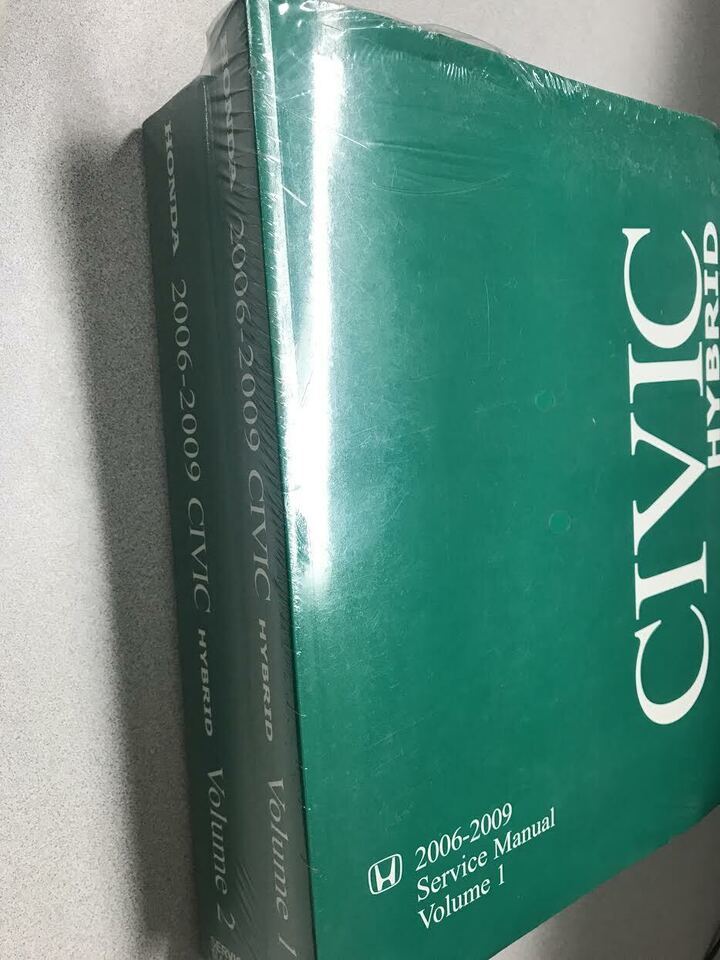 CIVIC
HYBRID
2006-2009
Service Manual
Volume 1
HONDA 2006-2009 CIVIC HYBRID Volume 1
HONDA 2006-2009 CIVIC HYBRID Volume 2